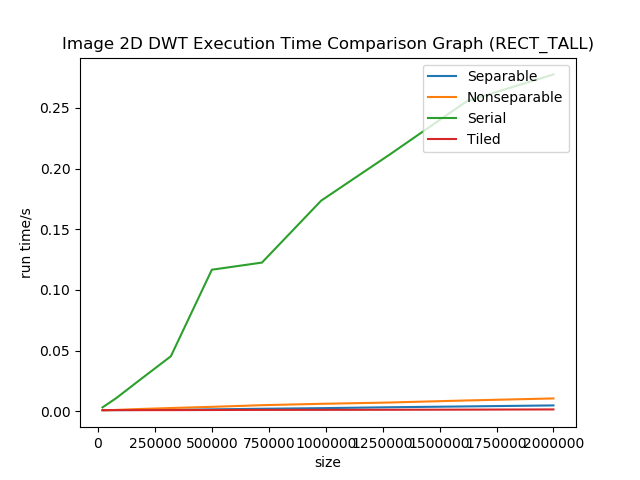 Image 2D DWT Execution Time Comparison Graph (RECT_TALL)
Separable
Nonseparable
Serial
Tiled
0.25
0.20
0.15
0.10
0.05
0.00
run time/s
0 250000 500000 750000 1000000 1250000 1500000 1750000 2000000
size